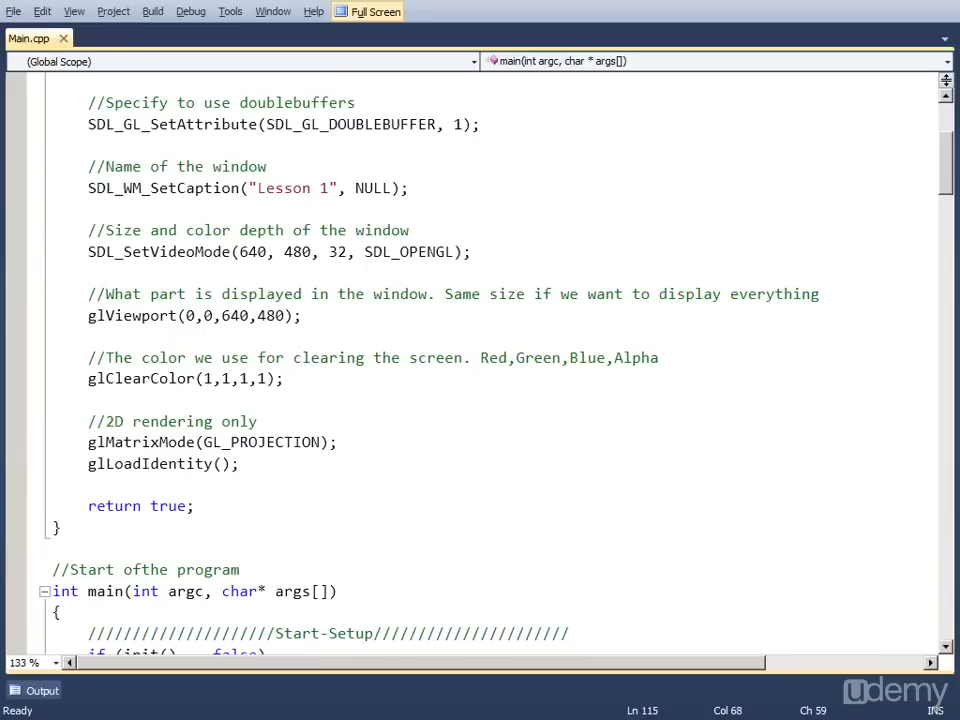 File Edit View Project Build Debug Tools Window Help Full Screen
Main.cpp
(Global Scope) main(int argc, char * args[])
//Specify to use doublebuffers
SDL_GL_SetAttribute(SDL_GL_DOUBLEBUFFER, 1);
//Name of the window
SDL_WM_SetCaption("Lesson 1", NULL);
//Size and color depth of the window
SDL_SetVideoMode(640, 480, 32, SDL_OPENGL);
//What part is displayed in the window. Same size if we want to display everything
glViewport(0,0,640,480);
//The color we use for clearing the screen. Red,Green,Blue,Alpha
glClearColor(1,1,1,1);
//2D rendering only
glMatrixMode(GL_PROJECTION);
glLoadIdentity();
return true;
}
//Start ofthe program
int main(int argc, char* args[])
{
/////////////////////Start-Setup//////////////////////
if (init() == false)
133 %
Output
udemy
Ready Ln 115 Col 68 Ch 59 INS